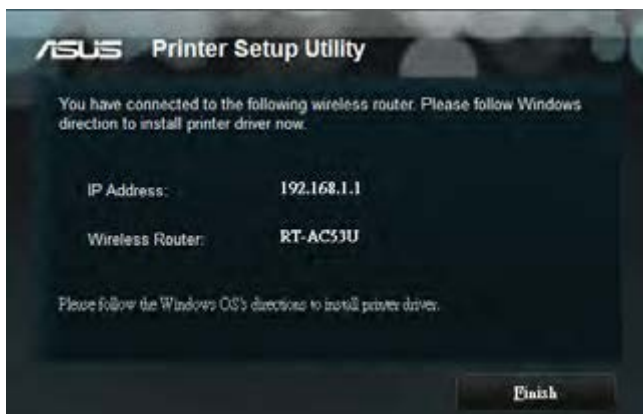 ASUS Printer Setup Utility
You have connected to the following wireless router. Please follow Windows
direction to install printer driver now.
IP Address: 192.168.1.1
Wireless Router: RT-AC53U
Please follow the Windows OS's directions to install printer driver.
Finish